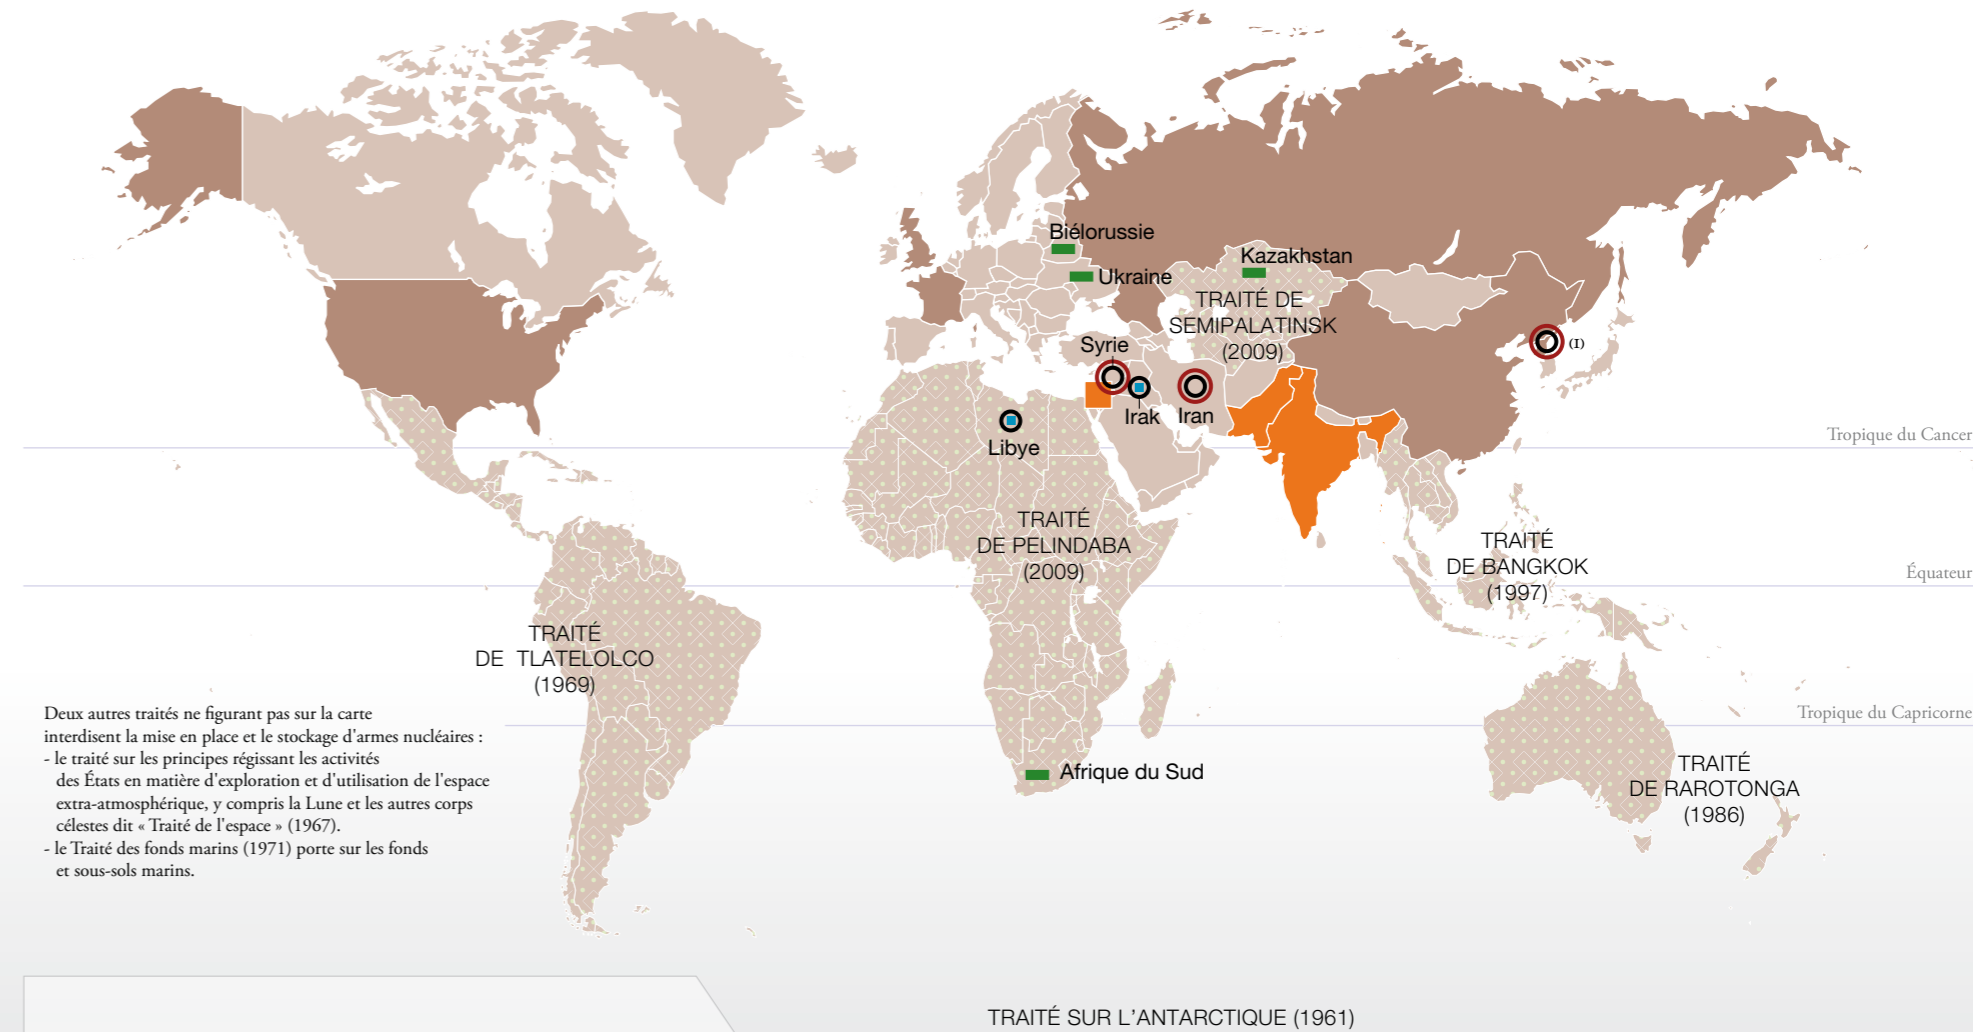 Biélorussie
Ukraine
Kazakhstan
TRAITÉ DE
SEMIPALATINSK
(2009)
Syrie
(1)
Irak
Iran
Libye
Tropique du Cancer
TRAITÉ
DE PELINDABA
(2009)
TRAITÉ
DE BANGKOK
(1997)
Équateur
TRAITÉ
DE TLATELOLCO
(1969)
Tropique du Capricorne
Deux autres traités ne figurant pas sur la carte
interdisent la mise en place et le stockage d'armes nucléaires :
- le traité sur les principes régissant les activités
des États en matière d'exploration et d'utilisation de l'espace
extra-atmosphérique, y compris la Lune et les autres corps
célestes dit « Traité de l'espace » (1967).
- le Traité des fonds marins (1971) porte sur les fonds
et sous-sols marins.
Afrique du Sud
TRAITÉ
DE RAROTONGA
(1986)
TRAITÉ SUR L'ANTARCTIQUE (1961)